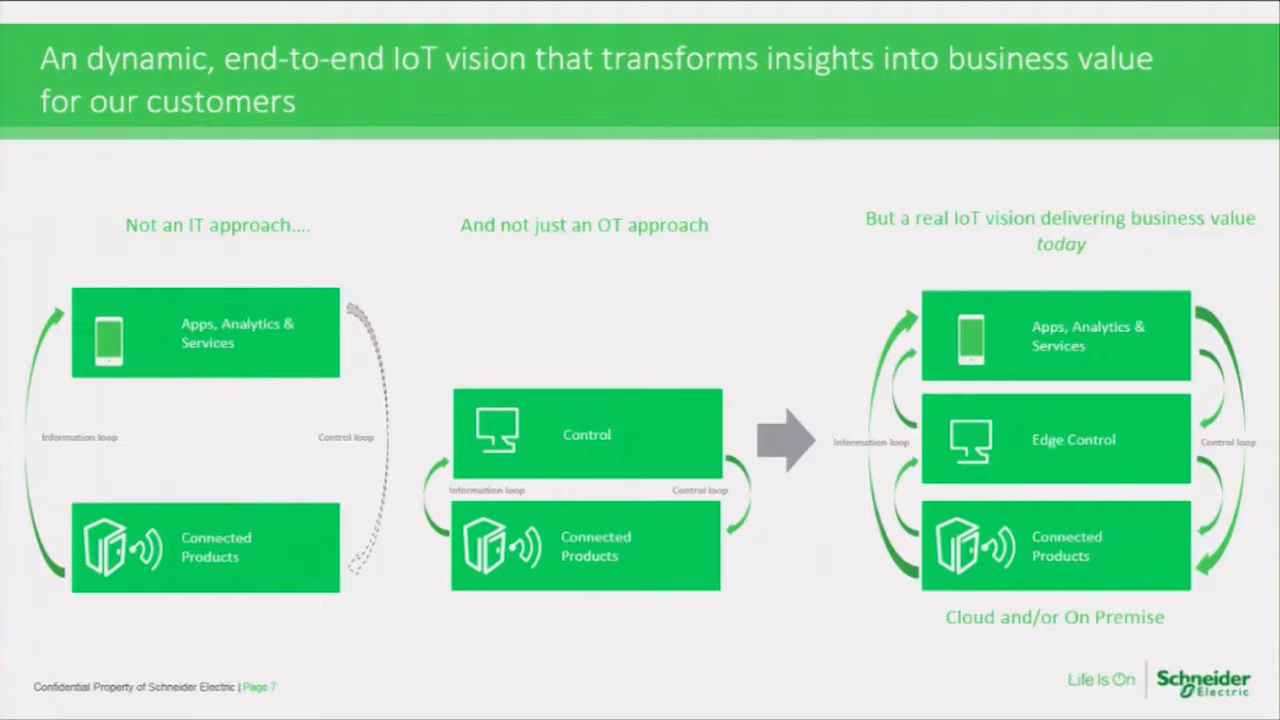 An dynamic, end-to-end IoT vision that transforms insights into business value
for our customers
Not an IT approach....
Apps, Analytics &
Services
Information loop
Control loop
Connected
Products
And not just an OT approach
Control
Information loop
Control loop
Connected
Products
But a real IoT vision delivering business value
today
Apps, Analytics &
Services
Information loop
Edge Control
Control loop
Connected
Products
Cloud and/or On Premise
Confidential Property of Schneider Electric | Page 7
Life Is On
Schneider
Electric